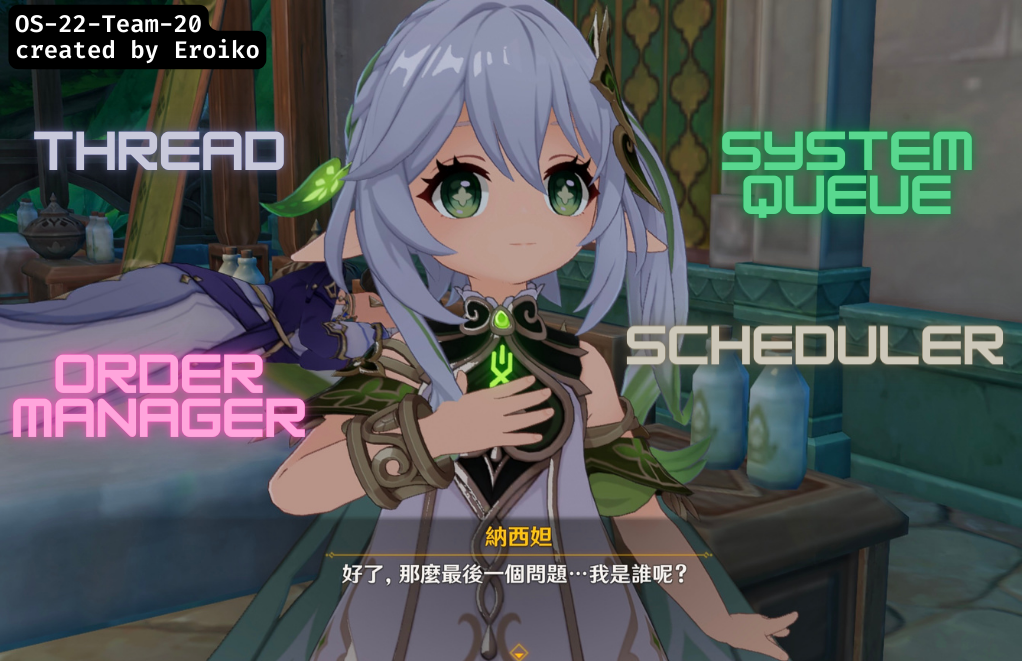 OS-22-Team-20
created by Eroiko
THREAD
SYSTEM
QUEUE
SCHEDULER
ORDER
MANAGER
納西妲
好了，那麼最後一個問題…我是誰呢？